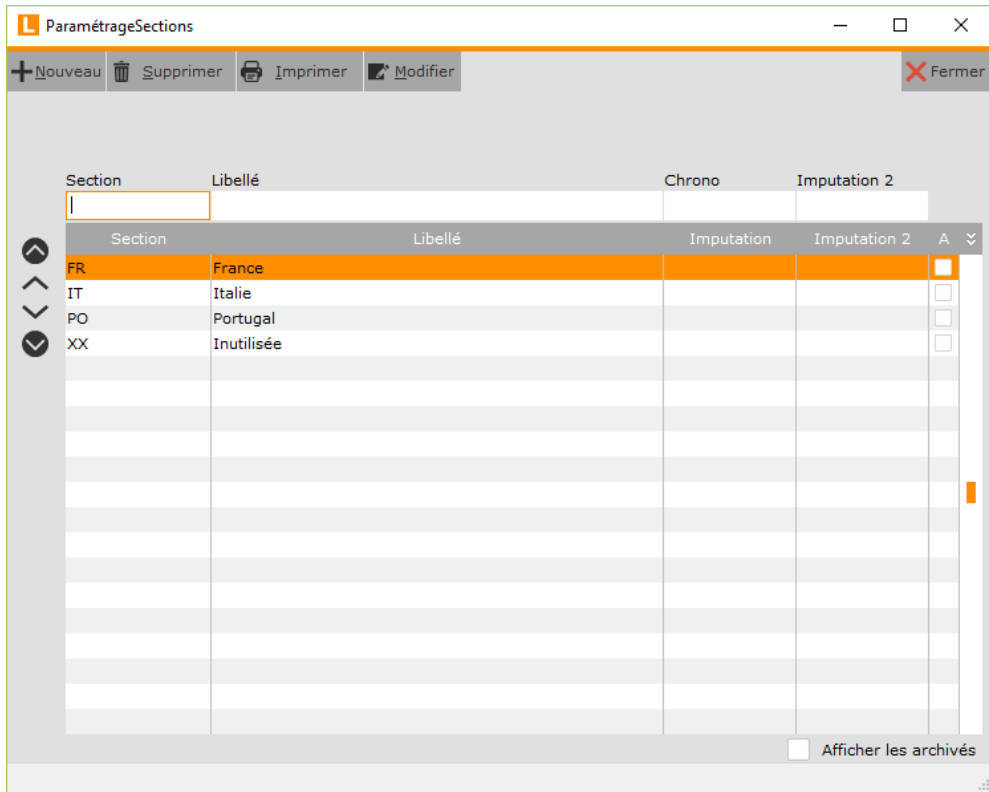 L ParamétrageSections
Nouveau Supprimer Imprimer Modifier Fermer
Section Libellé Chrono Imputation 2
Section Libellé Imputation Imputation 2 A
FR France
IT Italie
PO Portugal
XX Inutilisée
Afficher les archivés